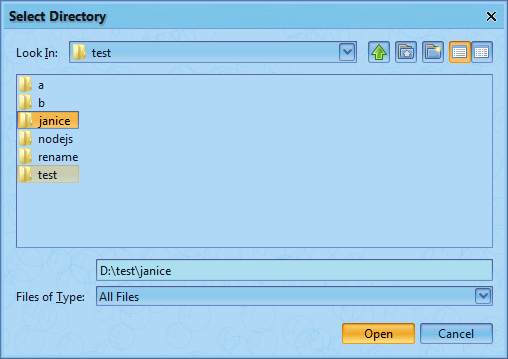 Select Directory
Look In: test
a
b
janice
nodejs
rename
test
D:\test\janice
Files of Type: All Files
Open Cancel